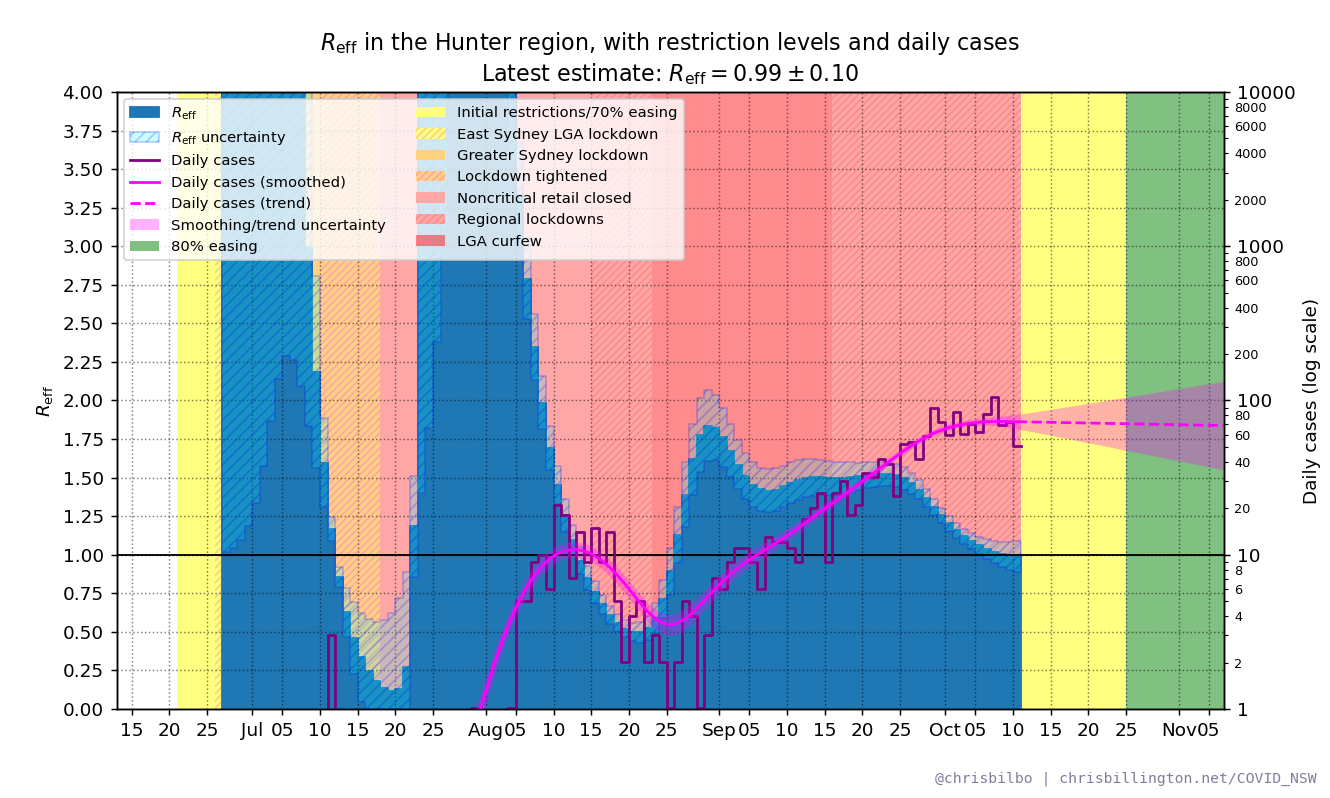 R_eff in the Hunter region, with restriction levels and daily cases
Latest estimate: R_eff = 0.99 ± 0.10
R_eff
R_eff uncertainty
Daily cases
Daily cases (smoothed)
Daily cases (trend)
Smoothing/trend uncertainty
80% easing
Initial restrictions/70% easing
East Sydney LGA lockdown
Greater Sydney lockdown
Lockdown tightened
Noncritical retail closed
Regional lockdowns
LGA curfew
4.00
3.75
3.50
3.25
3.00
2.75
2.50
2.25
2.00
1.75
1.50
1.25
1.00
0.75
0.50
0.25
0.00
R_eff
10000
8000
6000
4000
2000
1000
800
600
400
200
100
80
60
40
20
10
8
6
4
2
1
Daily cases (log scale)
15 20 25 Jul 05 10 15 20 25 Aug 05 10 15 20 25 Sep 05 10 15 20 25 Oct 05 10 15 20 25 Nov 05
@chrisbilbo | chrisbillington.net/COVID_NSW